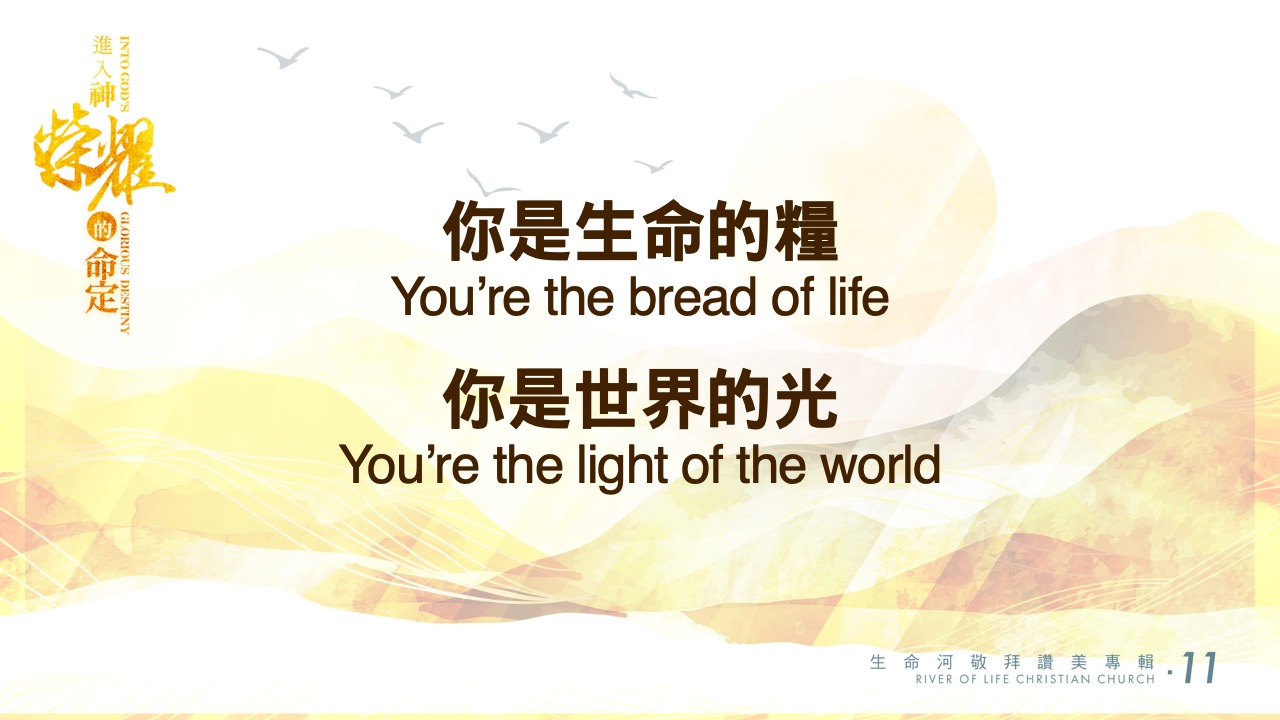 進入神
榮耀
的
命定
INTO GOD'S
GLORIOUS DESTINY
你是生命的糧
You're the bread of life
你是世界的光
You're the light of the world
生命河敬拜讚美專輯
RIVER OF LIFE CHRISTIAN CHURCH
·11